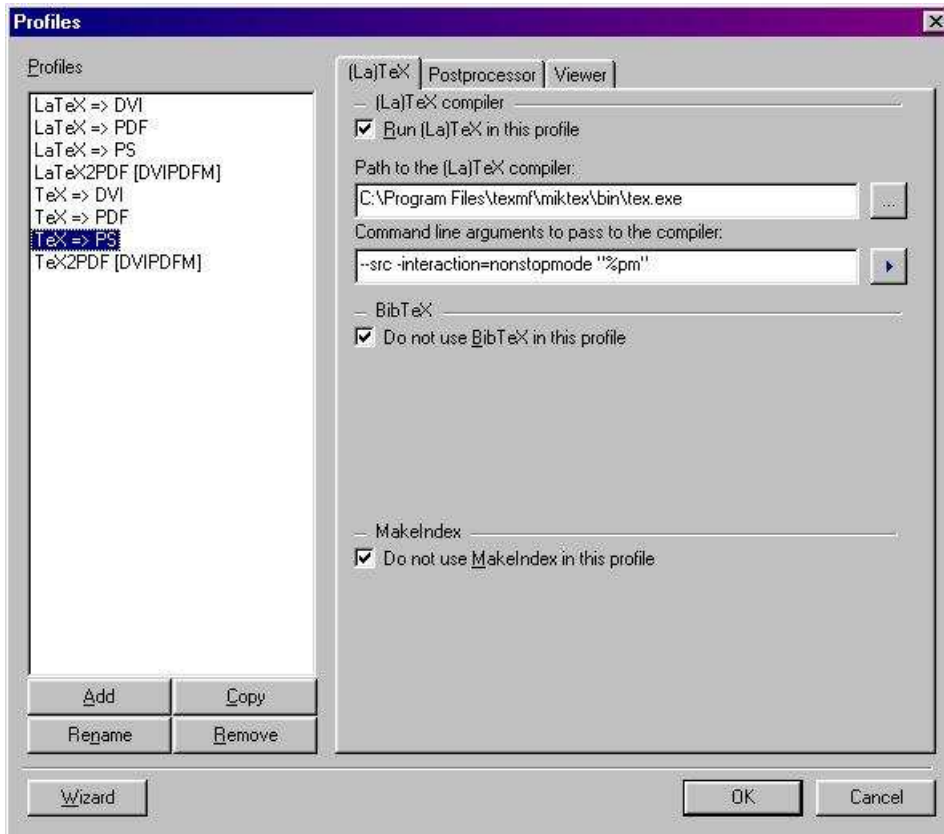 Profiles
Profiles
LaTeX => DVI
LaTeX => PDF
LaTeX => PS
LaTeX2PDF [DVIPDFM]
TeX => DVI
TeX => PDF
TeX => PS
TeX2PDF [DVIPDFM]
Add
Copy
Rename
Remove
(La)TeX
Postprocessor
Viewer
(La)TeX compiler
Run (La)TeX in this profile
Path to the (La)TeX compiler:
C:\Program Files\texmf\miktex\bin\tex.exe
...
Command line arguments to pass to the compiler:
--src -interaction=nonstopmode "%pm"
BibTeX
Do not use BibTeX in this profile
MakeIndex
Do not use MakeIndex in this profile
Wizard
OK
Cancel